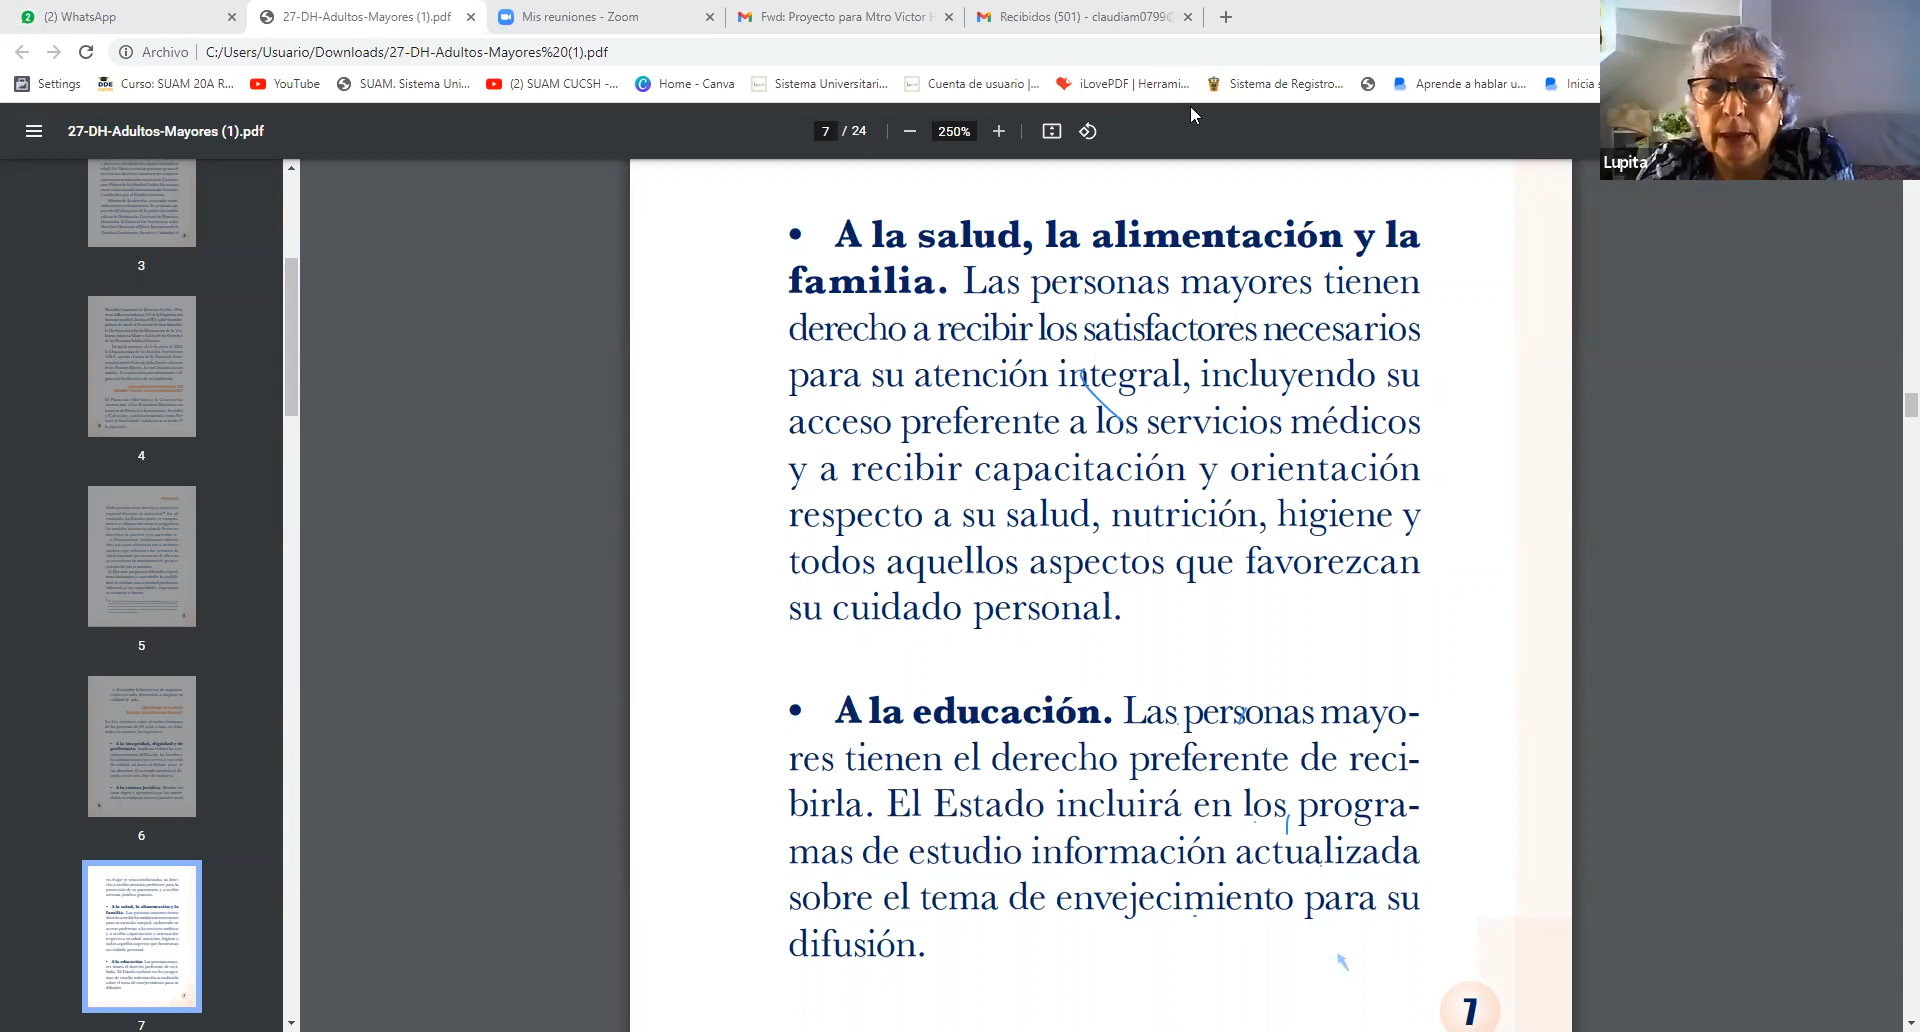 (2) WhatsApp
27-DH-Adultos-Mayores (1).pdf
Mis reuniones - Zoom
Fwd: Proyecto para Mtro Victor H
Recibidos (501) - claudiam0799@
Archivo
C:/Users/Usuario/Downloads/27-DH-Adultos-Mayores%20(1).pdf
Settings
Curso: SUAM 20A R...
YouTube
SUAM. Sistema Uni...
(2) SUAM CUCSH -...
Home - Canva
Sistema Universitari...
Cuenta de usuario |...
iLovePDF | Herrami...
Sistema de Registro...
Aprende a hablar u...
Inicia s
27-DH-Adultos-Mayores (1).pdf
7 / 24
250%
Lupita
3
4
5
6
7
• A la salud, la alimentación y la
familia. Las personas mayores tienen
derecho a recibir los satisfactores necesarios
para su atención integral, incluyendo su
acceso preferente a los servicios médicos
y a recibir capacitación y orientación
respecto a su salud, nutrición, higiene y
todos aquellos aspectos que favorezcan
su cuidado personal.
• A la educación. Las personas mayo-
res tienen el derecho preferente de reci-
birla. El Estado incluirá en los progra-
mas de estudio información actualizada
sobre el tema de envejecimiento para su
difusión.
7